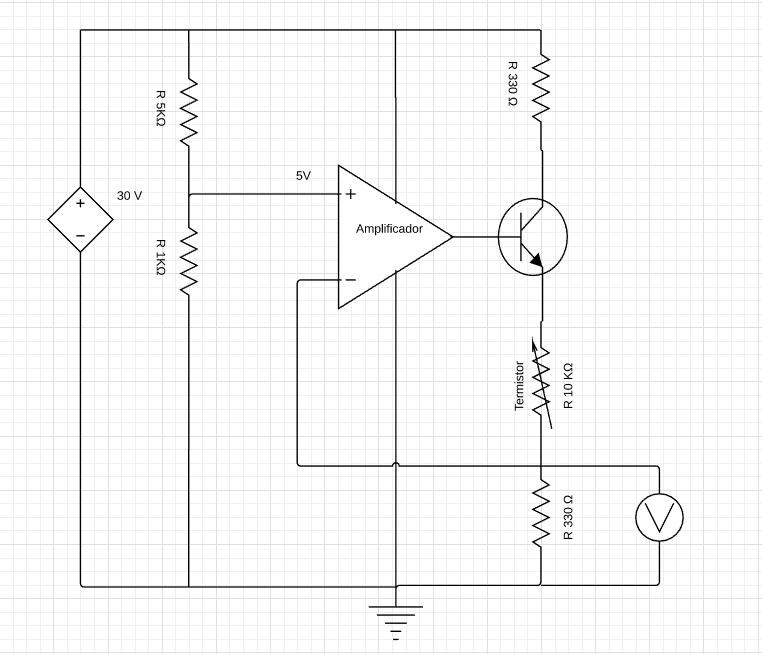 R 5KΩ
R 330 Ω
5V
30 V
+
−
+
Amplificador
R 1KΩ
−
Termistor
R 10 KΩ
R 330 Ω
V